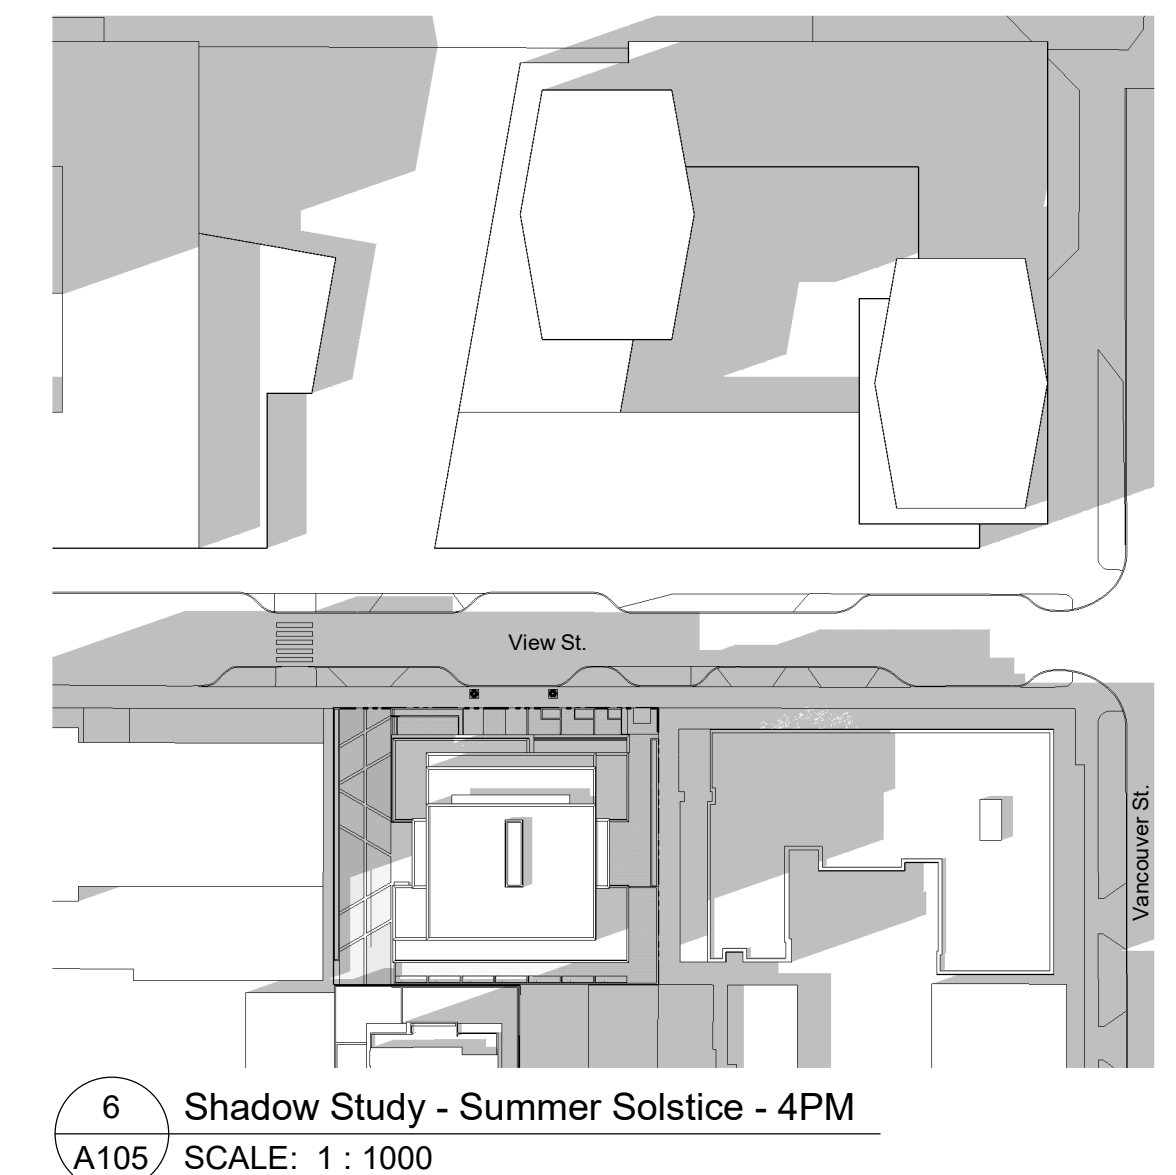 View St.
Vancouver St.
6
Shadow Study - Summer Solstice - 4PM
A105
SCALE: 1 : 1000